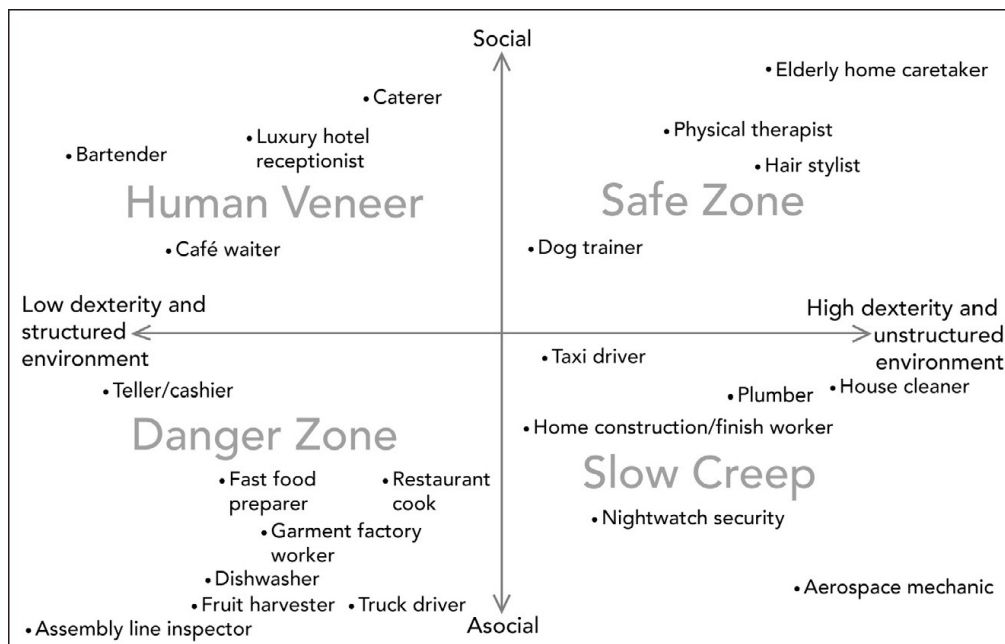 Social
• Elderly home caretaker
• Caterer
• Physical therapist
• Luxury hotel
receptionist
• Bartender
• Hair stylist
Human Veneer
Safe Zone
• Café waiter
• Dog trainer
Low dexterity and
structured
environment
High dexterity and
unstructured
environment
• Taxi driver
• Teller/cashier
• Plumber
• House cleaner
Danger Zone
• Home construction/finish worker
Slow Creep
• Fast food
preparer
• Restaurant
cook
• Nightwatch security
• Garment factory
worker
• Dishwasher
• Aerospace mechanic
• Fruit harvester
• Truck driver
Asocial
• Assembly line inspector